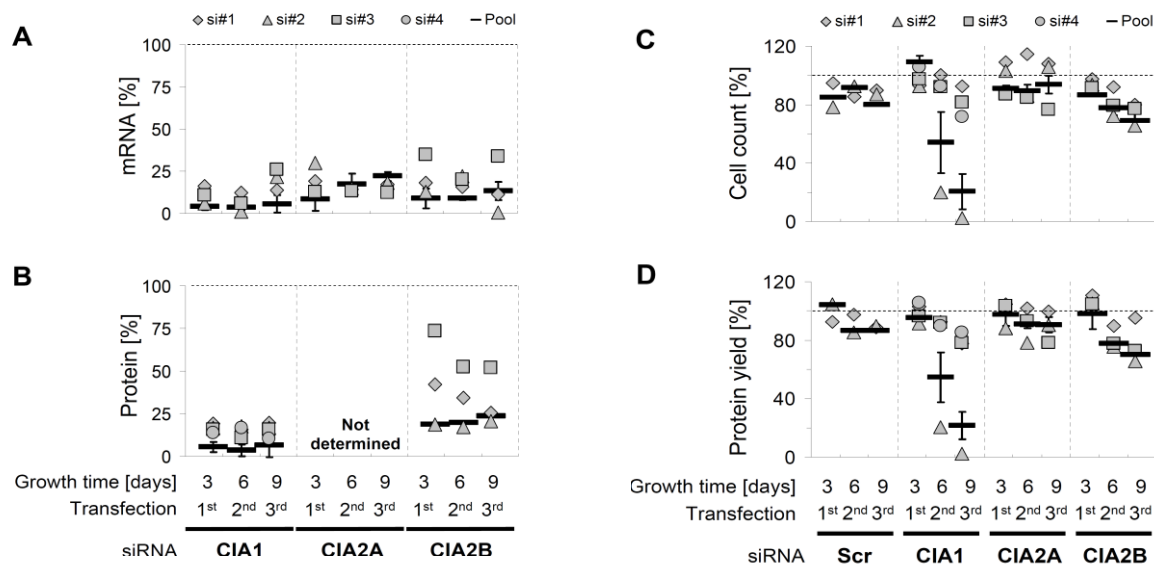 si#1 si#2 si#3 si#4 Pool
A
mRNA [%]
100
75
50
25
0
B
Protein [%]
100
75
50
25
0
Not
determined
Growth time [days] 3 6 9 3 6 9 3 6 9
Transfection 1st 2nd 3rd 1st 2nd 3rd 1st 2nd 3rd
siRNA CIA1 CIA2A CIA2B
si#1 si#2 si#3 si#4 Pool
C
Cell count [%]
120
80
40
0
D
Protein yield [%]
120
80
40
0
Growth time [days] 3 6 9 3 6 9 3 6 9 3 6 9
Transfection 1st 2nd 3rd 1st 2nd 3rd 1st 2nd 3rd 1st 2nd 3rd
siRNA Scr CIA1 CIA2A CIA2B